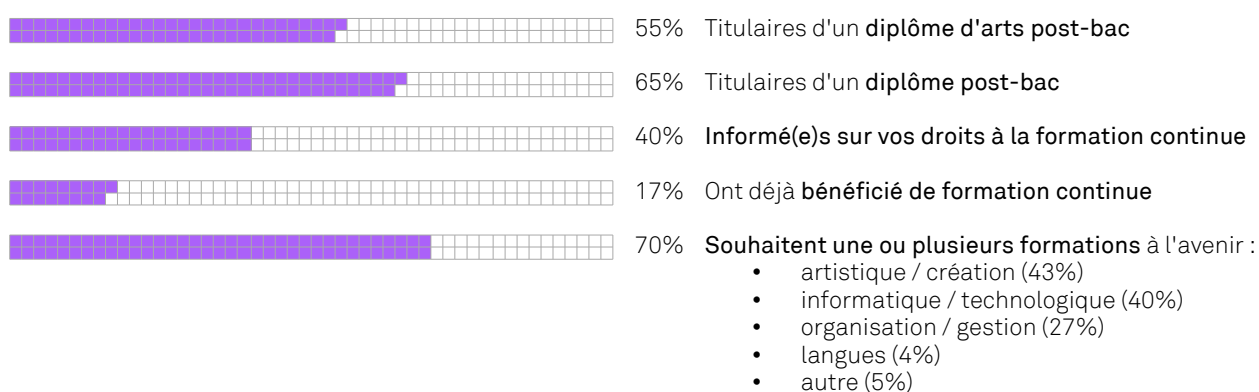 55% Titulaires d'un diplôme d'arts post-bac
65% Titulaires d'un diplôme post-bac
40% Informé(e)s sur vos droits à la formation continue
17% Ont déjà bénéficié de formation continue
70% Souhaitent une ou plusieurs formations à l'avenir :
• artistique / création (43%)
• informatique / technologique (40%)
• organisation / gestion (27%)
• langues (4%)
• autre (5%)